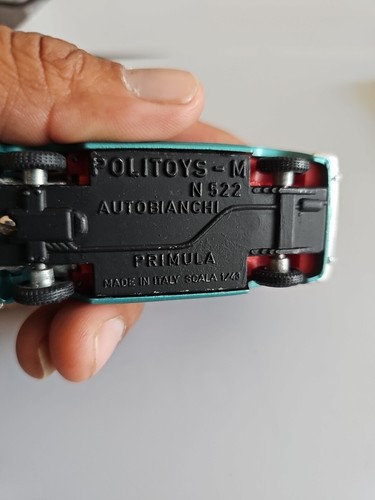 POLITOYS - M
N 522
AUTOBIANCHI
PRIMULA
MADE IN ITALY SCALA 1/43